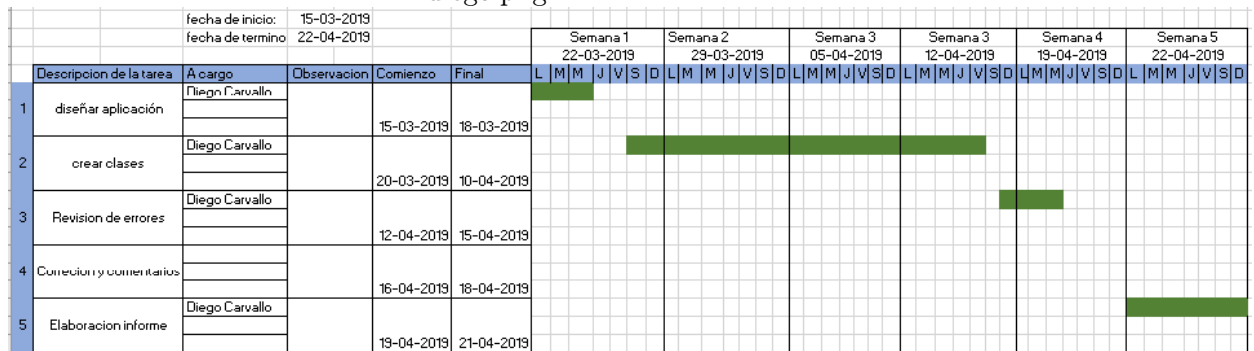 fecha de inicio: 15-03-2019
fecha de termino 22-04-2019
Semana 1 Semana 2 Semana 3 Semana 3 Semana 4 Semana 5
22-03-2019 29-03-2019 05-04-2019 12-04-2019 19-04-2019 22-04-2019
Descripcion de la tarea A cargo Observacion Comienzo Final L M M J V S D L M M J V S D L M M J V S D L M M J V S D L M M J V S D L M M J V S D
Diego Carvallo
1 diseñar aplicación
15-03-2019 18-03-2019
Diego Carvallo
2 crear clases
20-03-2019 10-04-2019
Diego Carvallo
3 Revision de errores
12-04-2019 15-04-2019
4 y comentarios
16-04-2019 18-04-2019
Diego Carvallo
5 Elaboracion informe
19-04-2019 21-04-2019